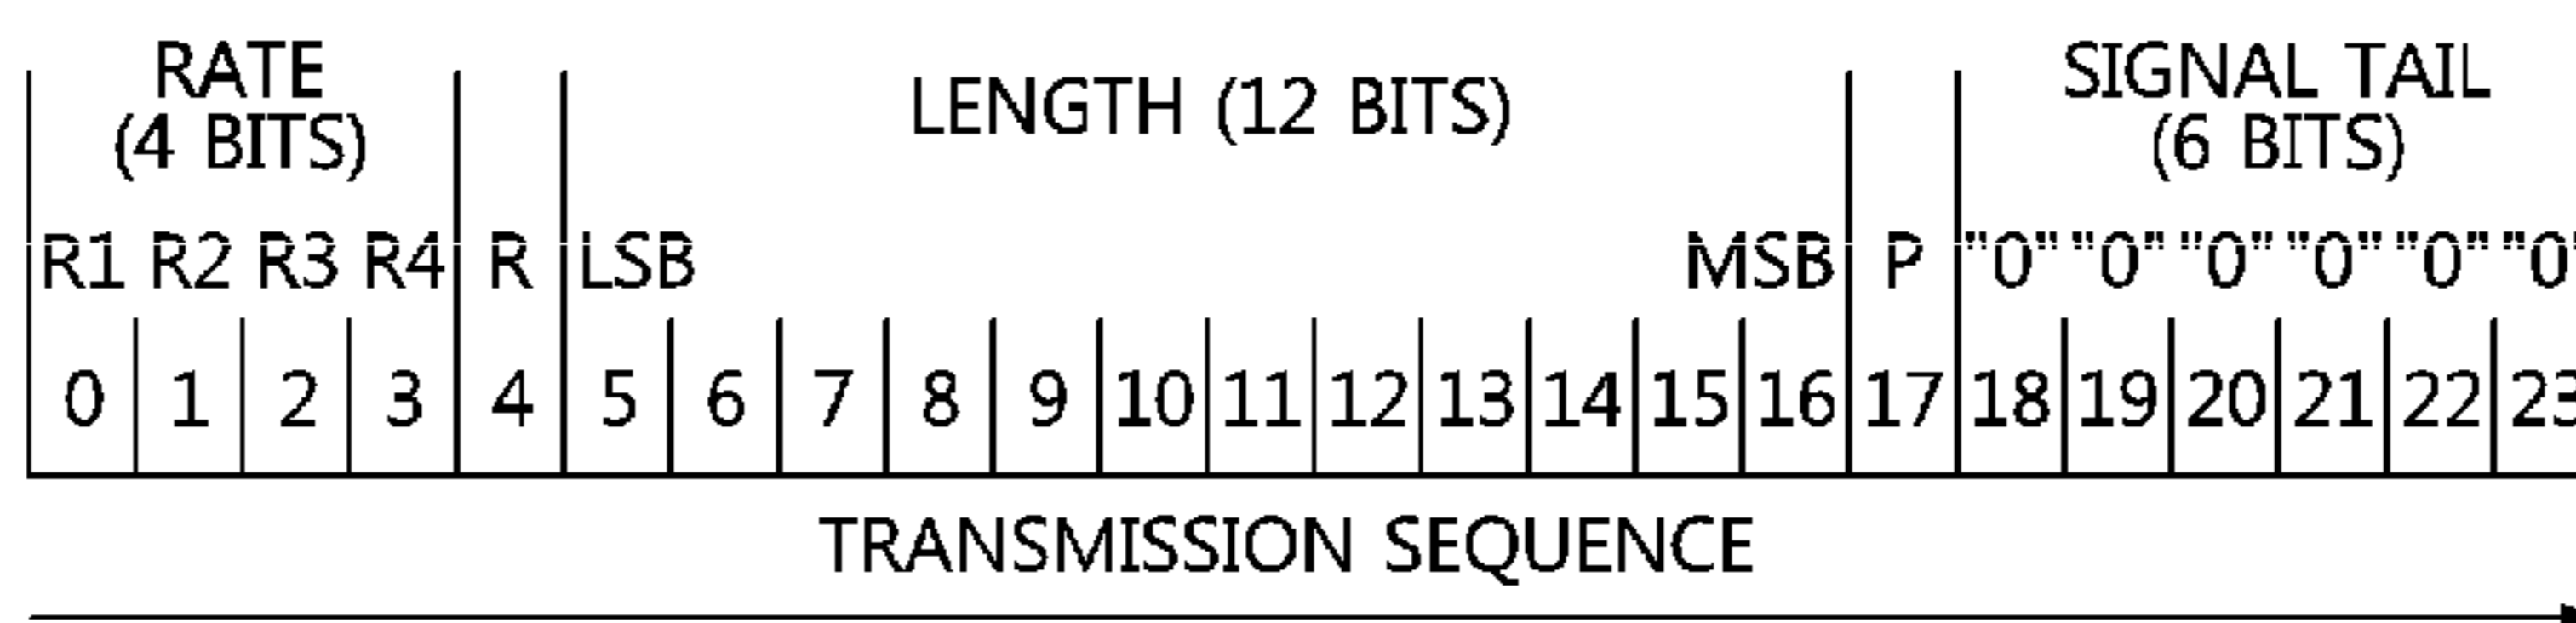 RATE
(4 BITS)
LENGTH (12 BITS)
SIGNAL TAIL
(6 BITS)
R1 R2 R3 R4 R LSB MSB P "0" "0" "0" "0" "0" "0"
0 1 2 3 4 5 6 7 8 9 10 11 12 13 14 15 16 17 18 19 20 21 22 23
TRANSMISSION SEQUENCE